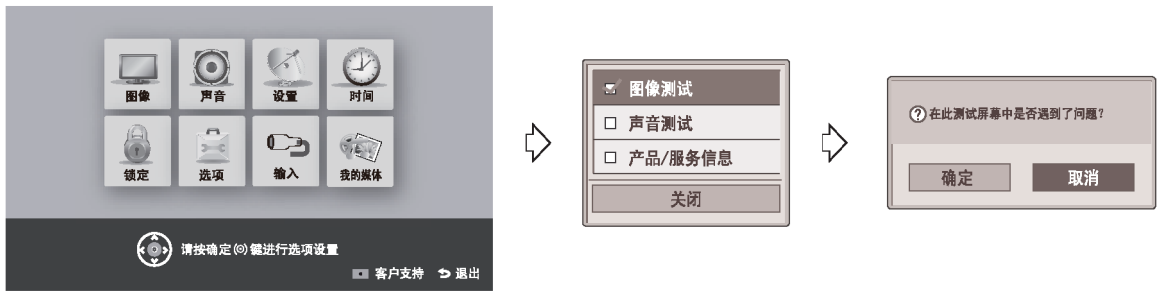 图像 声音 设置 时间
锁定 选项 输入 我的媒体
请按确定(◎)键进行选项设置
客户支持 退出
图像测试
声音测试
产品/服务信息
关闭
?在此测试屏幕中是否遇到了问题?
确定 取消